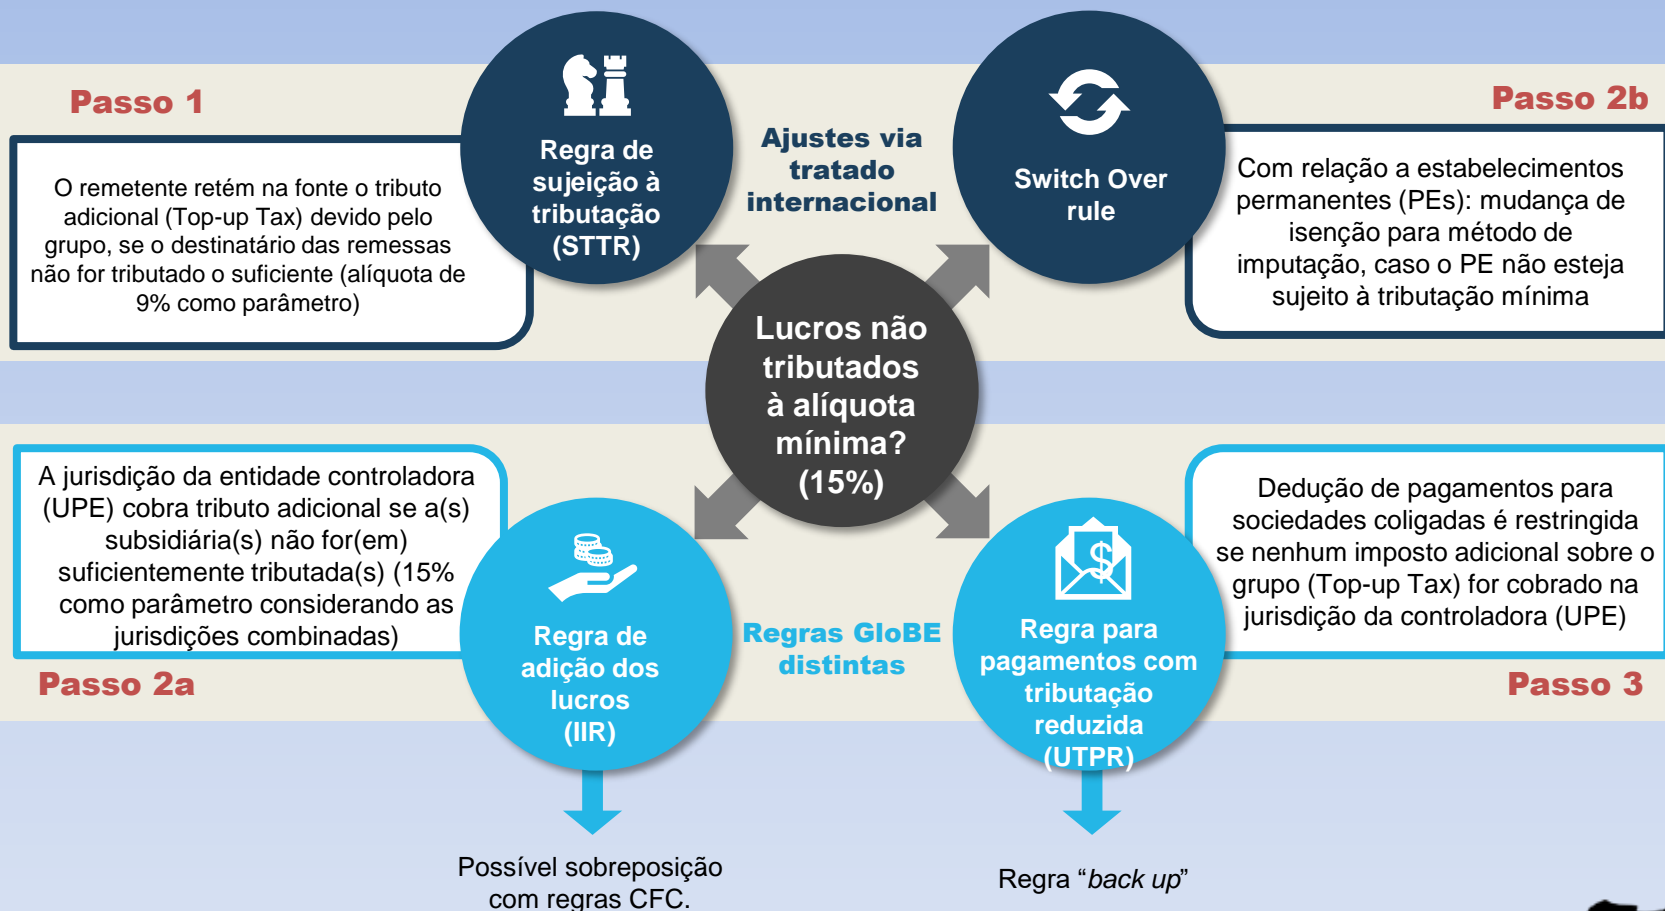 Passo 1
O remetente retém na fonte o tributo
adicional (Top-up Tax) devido pelo
grupo, se o destinatário das remessas
não for tributado o suficiente (alíquota de
9% como parâmetro)
Regra de
sujeição à
tributação
(STTR)
Ajustes via
tratado
internacional
Switch Over
rule
Passo 2b
Com relação a estabelecimentos
permanentes (PEs): mudança de
isenção para método de
imputação, caso o PE não esteja
sujeito à tributação mínima
Lucros não
tributados
à alíquota
mínima?
(15%)
A jurisdição da entidade controladora
(UPE) cobra tributo adicional se a(s)
subsidiária(s) não for(em)
suficientemente tributada(s) (15%
como parâmetro considerando as
jurisdições combinadas)
Passo 2a
Regra de
adição dos
lucros
(IIR)
Regras GloBE
distintas
Regra para
pagamentos com
tributação
reduzida
(UTPR)
Dedução de pagamentos para
sociedades coligadas é restringida
se nenhum imposto adicional sobre o
grupo (Top-up Tax) for cobrado na
jurisdição da controladora (UPE)
Passo 3
Possível sobreposição
com regras CFC.
Regra “back up”